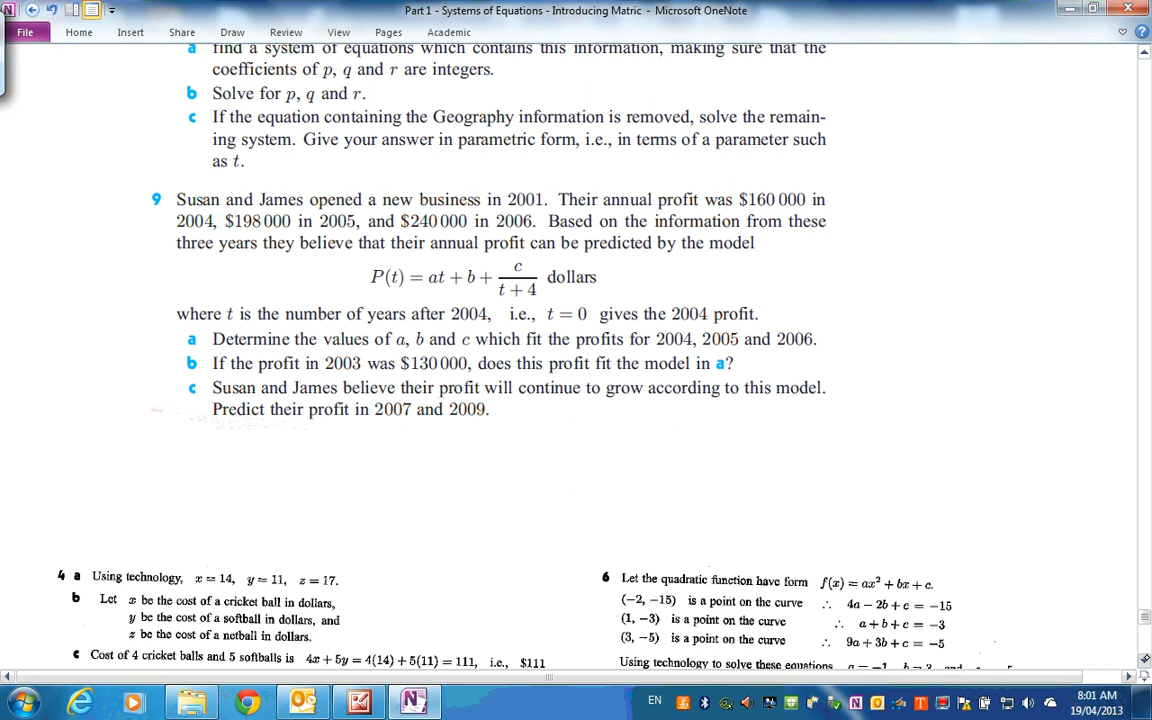 Part 1 - Systems of Equations - Introducing Matric - Microsoft OneNote
File Home Insert Share Draw Review View Pages Academic
a find a system of equations which contains this information, making sure that the
coefficients of p, q and r are integers.
b Solve for p, q and r.
c If the equation containing the Geography information is removed, solve the remain-
ing system. Give your answer in parametric form, i.e., in terms of a parameter such
as t.
9 Susan and James opened a new business in 2001. Their annual profit was $160 000 in
2004, $198 000 in 2005, and $240 000 in 2006. Based on the information from these
three years they believe that their annual profit can be predicted by the model
P(t) = at + b + c/(t + 4) dollars
where t is the number of years after 2004, i.e., t = 0 gives the 2004 profit.
a Determine the values of a, b and c which fit the profits for 2004, 2005 and 2006.
b If the profit in 2003 was $130 000, does this profit fit the model in a?
c Susan and James believe their profit will continue to grow according to this model.
Predict their profit in 2007 and 2009.
4 a Using technology, x = 14, y = 11, z = 17.
b Let x be the cost of a cricket ball in dollars,
y be the cost of a softball in dollars, and
z be the cost of a netball in dollars.
c Cost of 4 cricket balls and 5 softballs is 4x + 5y = 4(14) + 5(11) = 111, i.e., $111
6 Let the quadratic function have form f(x) = ax² + bx + c.
(−2, −15) is a point on the curve ∴ 4a − 2b + c = −15
(1, −3) is a point on the curve ∴ a + b + c = −3
(3, −5) is a point on the curve ∴ 9a + 3b + c = −5
Using technology to solve these equations
EN
8:01 AM
19/04/2013